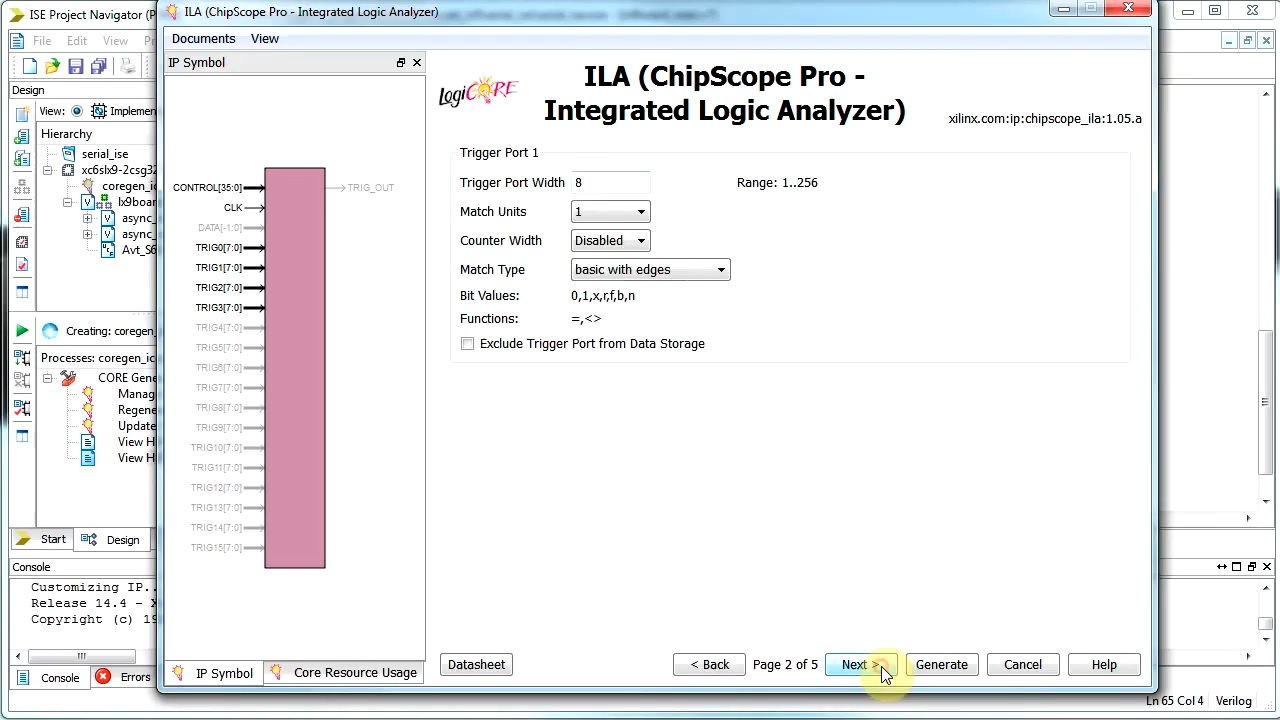 ISE Project Navigator (P
ILA (ChipScope Pro - Integrated Logic Analyzer)
File Edit View
Documents View
IP Symbol
Design
View: Implemen
Hierarchy
serial_ise
xc6slx9-2csg32
coregen_ic
lx9board
async_
async_
Avt_S6
Creating: coregen_ic
Processes: coregen_ic
CORE Gene
Manag
Regene
Update
View H
View H
Start Design
Console
Customizing IP..
Release 14.4 - X
Copyright (c) 19
Console Errors
CONTROL[35:0]
TRIG_OUT
CLK
DATA[-1:0]
TRIG0[7:0]
TRIG1[7:0]
TRIG2[7:0]
TRIG3[7:0]
TRIG4[7:0]
TRIG5[7:0]
TRIG6[7:0]
TRIG7[7:0]
TRIG8[7:0]
TRIG9[7:0]
TRIG10[7:0]
TRIG11[7:0]
TRIG12[7:0]
TRIG13[7:0]
TRIG14[7:0]
TRIG15[7:0]
IP Symbol Core Resource Usage
LogiCORE
ILA (ChipScope Pro -
Integrated Logic Analyzer)
xilinx.com:ip:chipscope_ila:1.05.a
Trigger Port 1
Trigger Port Width 8 Range: 1..256
Match Units 1
Counter Width Disabled
Match Type basic with edges
Bit Values: 0,1,x,r,f,b,n
Functions: =,<>
Exclude Trigger Port from Data Storage
Datasheet < Back Page 2 of 5 Next > Generate Cancel Help
Ln 65 Col 4 Verilog